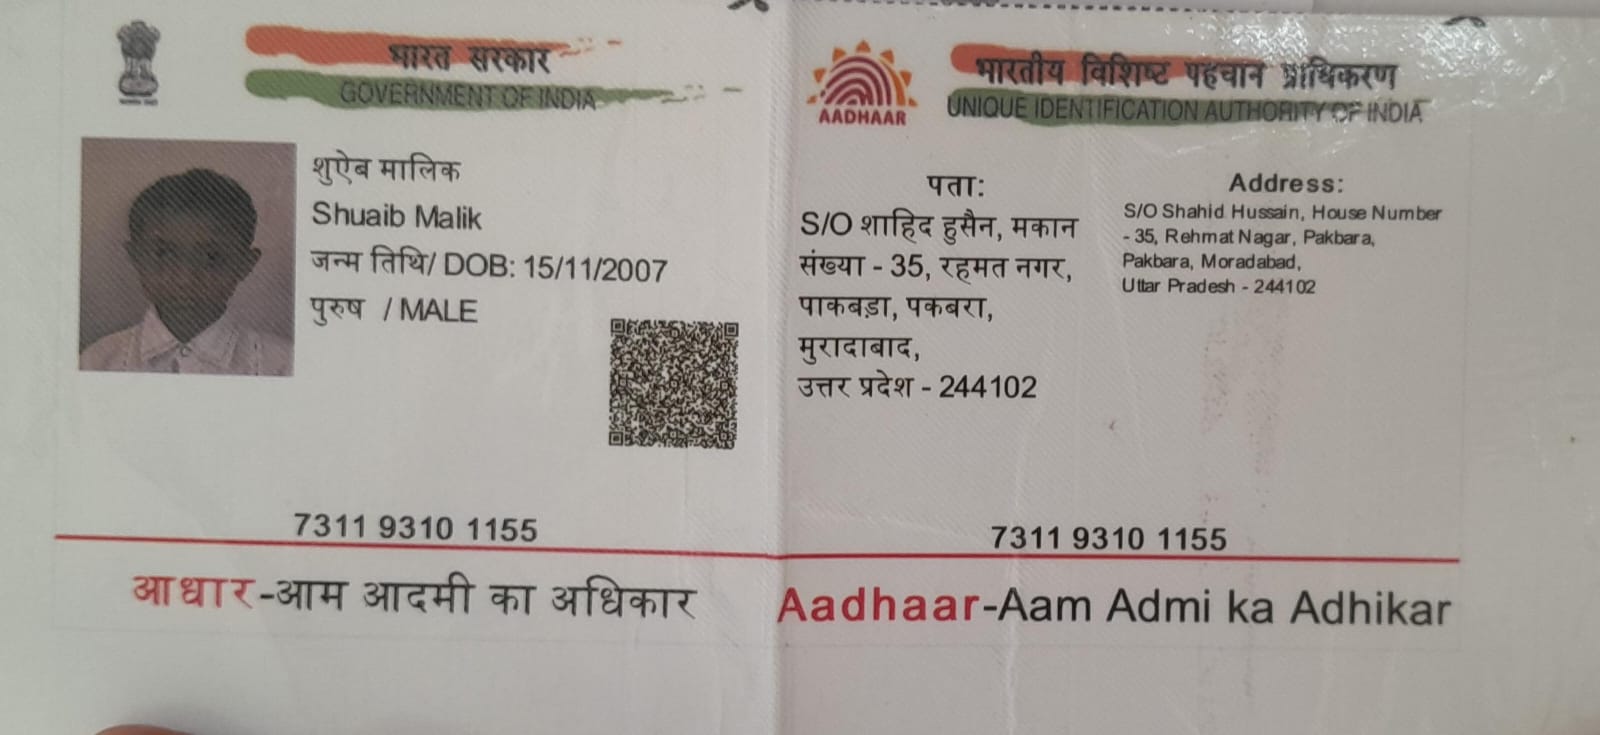 भारत सरकार
GOVERNMENT OF INDIA
शुऐब मालिक
Shuaib Malik
जन्म तिथि/ DOB: 15/11/2007
पुरुष / MALE
7311 9310 1155
आधार-आम आदमी का अधिकार
AADHAAR
भारतीय विशिष्ट पहचान प्राधिकरण
UNIQUE IDENTIFICATION AUTHORITY OF INDIA
पता:
S/O शाहिद हुसैन, मकान
संख्या - 35, रहमत नगर,
पाकबड़ा, पकबरा,
मुरादाबाद,
उत्तर प्रदेश - 244102
Address:
S/O Shahid Hussain, House Number
- 35, Rehmat Nagar, Pakbara,
Pakbara, Moradabad,
Uttar Pradesh - 244102
7311 9310 1155
Aadhaar-Aam Admi ka Adhikar